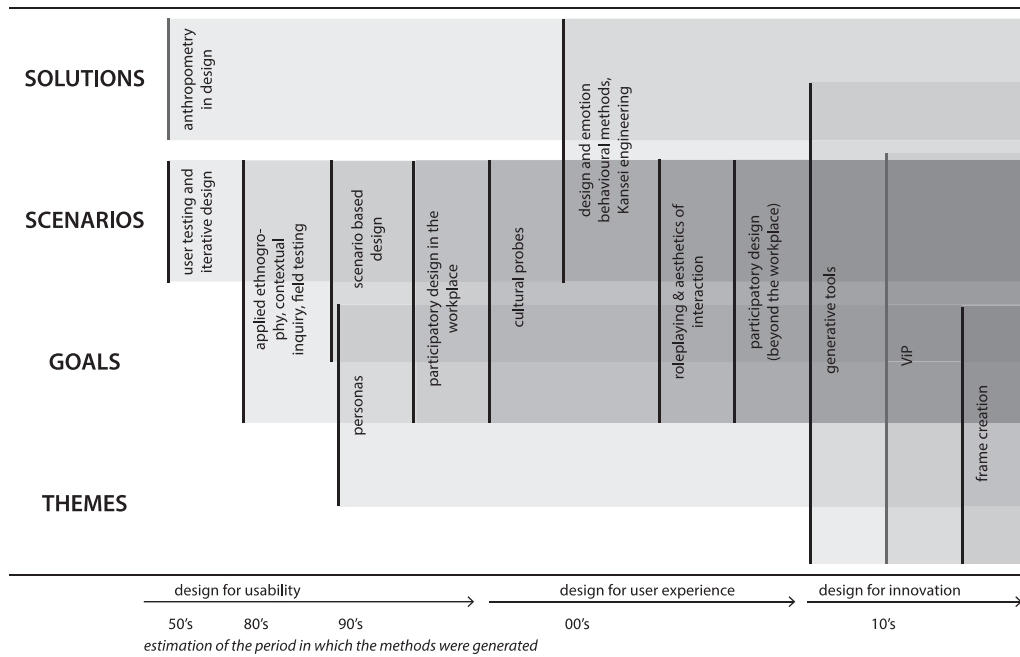 SOLUTIONS
SCENARIOS
GOALS
THEMES
anthropometry
in design
user testing and
iterative design
applied ethnogro-
phy, contextual
inquiry, field testing
scenario based
design
personas
participatory design in the
workplace
cultural probes
design and emotion
behavioural methods,
Kansei engineering
roleplaying & aesthetics of
interaction
participatory design
(beyond the workplace)
generative tools
ViP
frame creation
design for usability
design for user experience
design for innovation
50's
80's
90's
00's
10's
estimation of the period in which the methods were generated